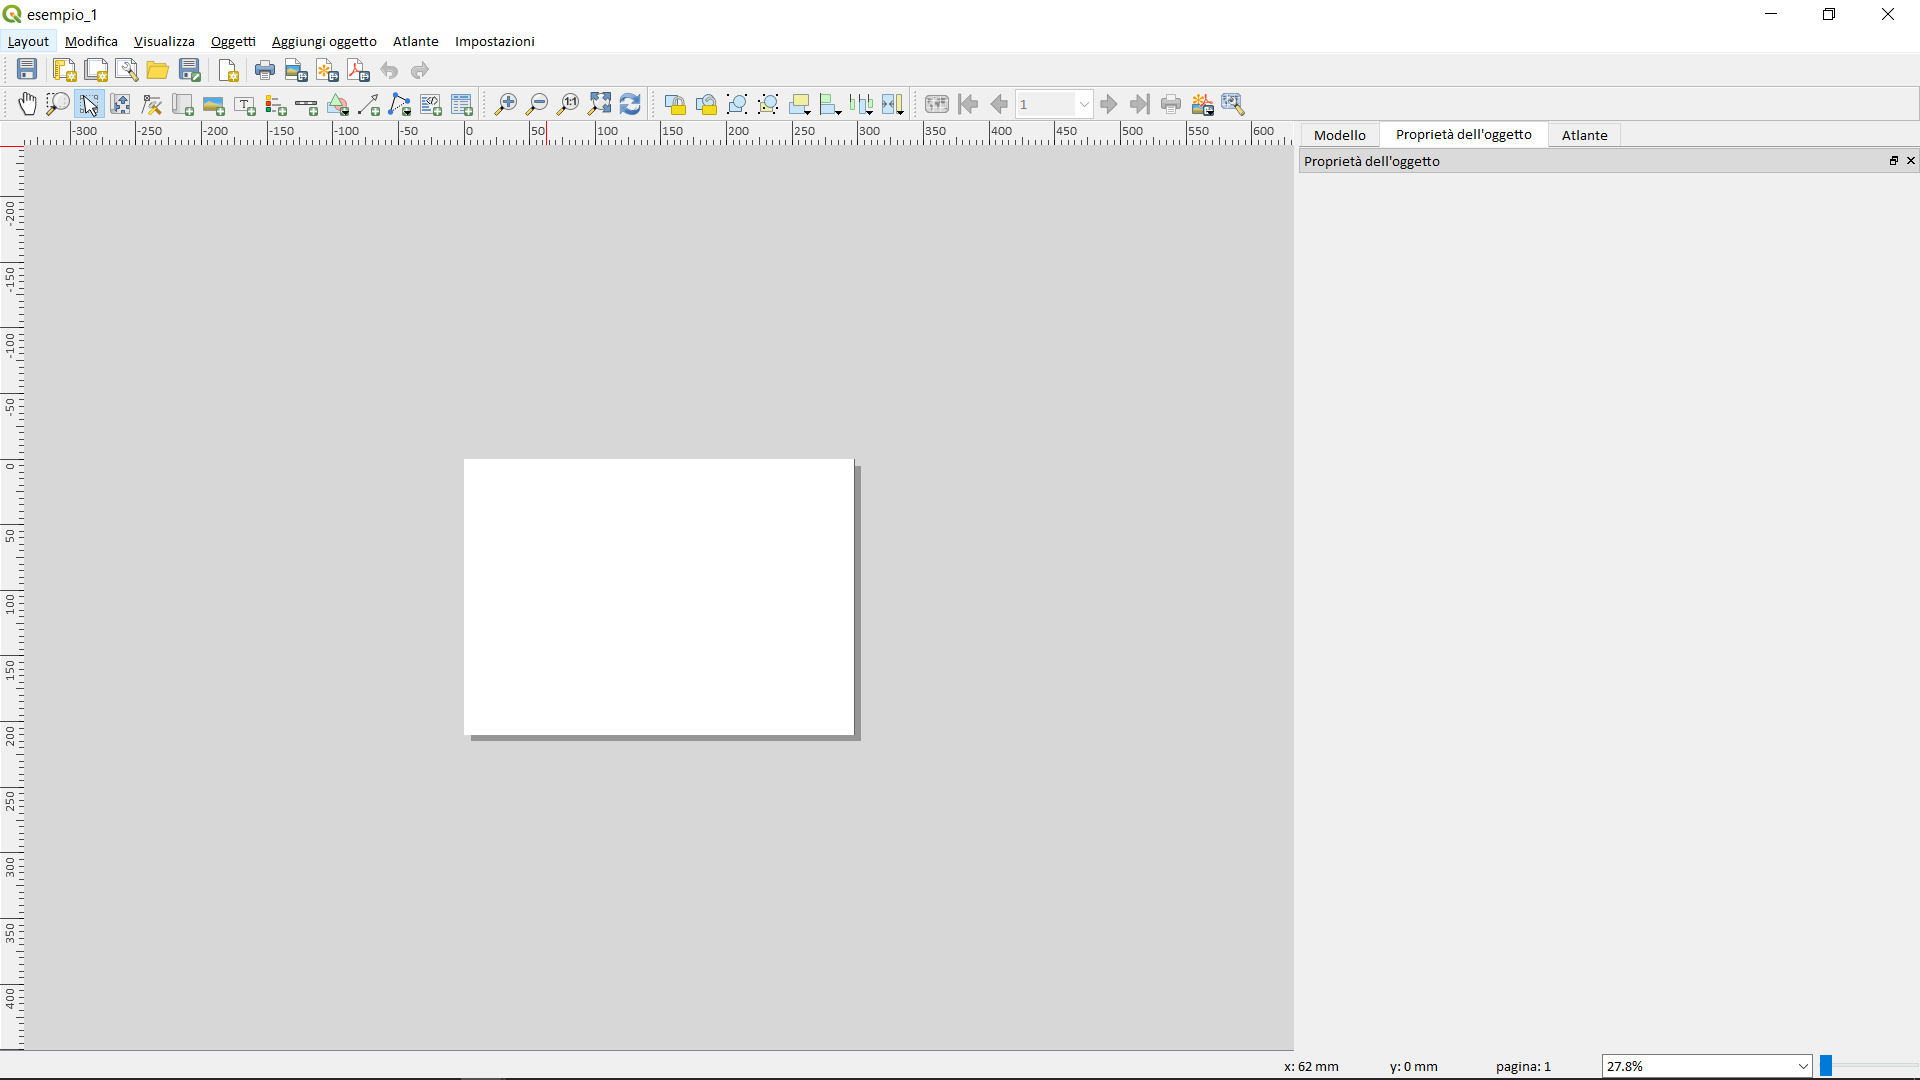 esempio_1
Layout Modifica Visualizza Oggetti Aggiungi oggetto Atlante Impostazioni
1:1 1
-300 -250 -200 -150 -100 -50 0 50 100 150 200 250 300 350 400 450 500 550 600
Modello Proprietà dell'oggetto Atlante
Proprietà dell'oggetto
-200
-150
-100
-50
0
50
100
150
200
250
300
350
400
x: 62 mm y: 0 mm pagina: 1 27.8%